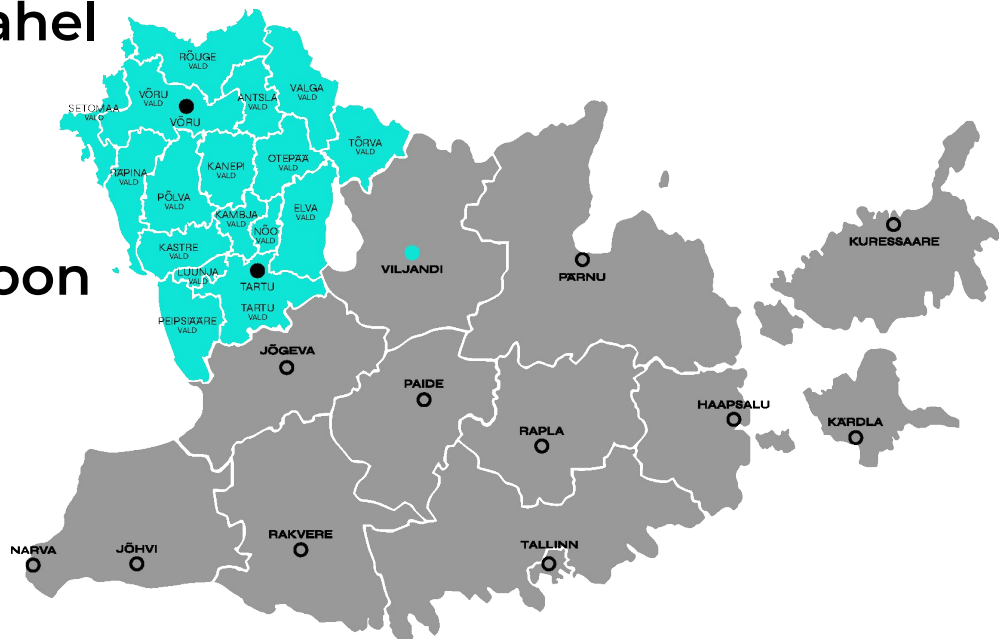 ahel
RÕUGE
VALD
VALGA
VALD
VÕRU
VALD
ANTSLA
VALD
SETOMAA
VALD
VÕRU
TÕRVA
VALD
OTEPÄÄ
VALD
KANEPI
VALD
RÄPINA
VALD
PÕLVA
VALD
ELVA
VALD
KAMBJA
VALD
NÕO
VALD
KASTRE
VALD
LUUNJA
VALD
oon
TARTU
TARTU
VALD
PEIPSIÄÄRE
VALD
KURESSAARE
VILJANDI
PÄRNU
JÕGEVA
PAIDE
HAAPSALU
KÄRDLA
RAPLA
RAKVERE
TALLINN
NARVA
JÕHVI